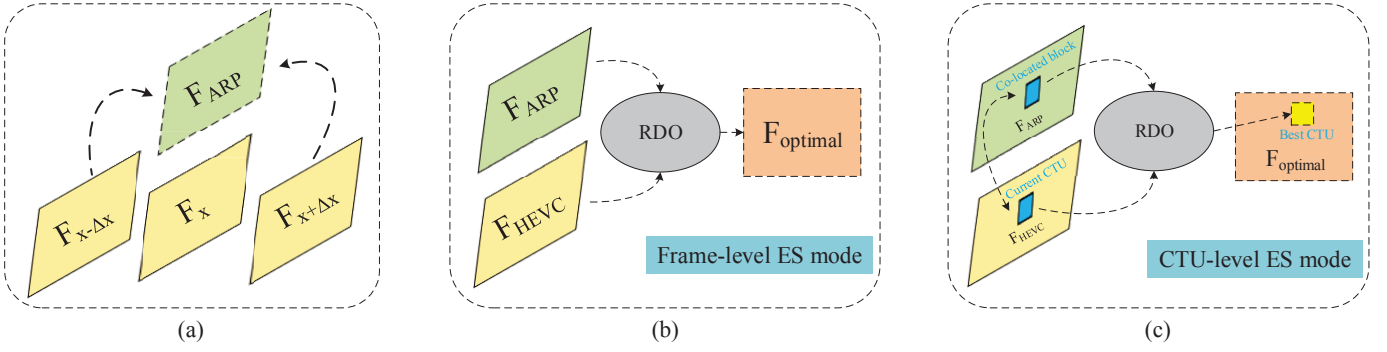 F ARP
F x-Δx
F x
F x+Δx
(a)
F ARP
F HEVC
RDO
F optimal
Frame-level ES mode
(b)
Co-located block
F ARP
Current CTU
F HEVC
RDO
Best CTU
F optimal
CTU-level ES mode
(c)